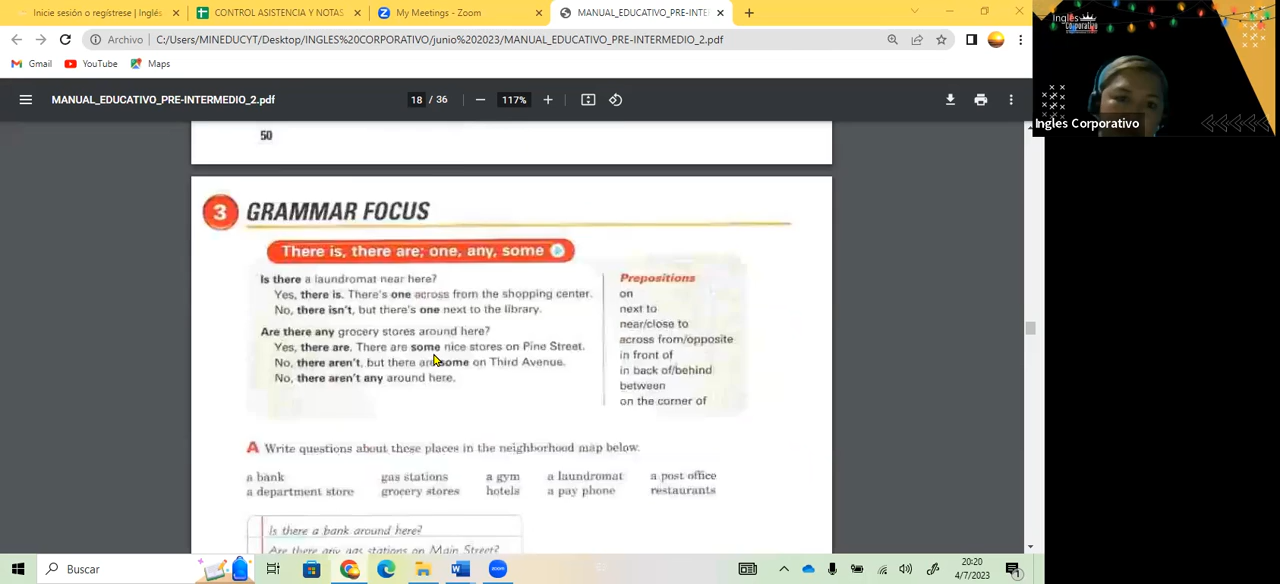 Inicie sesión o regístrese | Inglés
CONTROL ASISTENCIA Y NOTAS
My Meetings - Zoom
MANUAL_EDUCATIVO_PRE-INTERMEDIO
Archivo
C:/Users/MINEDUCYT/Desktop/INGLES%20COORPORATIVO/junio%202023/MANUAL_EDUCATIVO_PRE-INTERMEDIO_2.pdf
Gmail
YouTube
Maps
MANUAL_EDUCATIVO_PRE-INTERMEDIO_2.pdf
18 / 36
117%
Ingles
Corporativo
Ingles Corporativo
50
3 GRAMMAR FOCUS
There is, there are; one, any, some
Is there a laundromat near here?
Yes, there is. There's one across from the shopping center.
No, there isn't, but there's one next to the library.
Are there any grocery stores around here?
Yes, there are. There are some nice stores on Pine Street.
No, there aren't, but there are some on Third Avenue.
No, there aren't any around here.
Prepositions
on
next to
near/close to
across from/opposite
in front of
in back of/behind
between
on the corner of
A Write questions about these places in the neighborhood map below.
a bank gas stations a gym a laundromat a post office
a department store grocery stores hotels a pay phone restaurants
Is there a bank around here?
Are there any gas stations on Main Street?
Buscar
20:20
4/7/2023